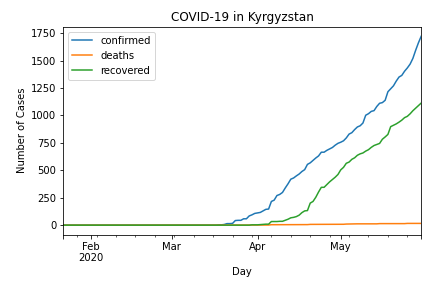 COVID-19 in Kyrgyzstan
confirmed
deaths
recovered
1750
1500
1250
1000
750
500
250
0
Number of Cases
Feb
2020
Mar
Apr
May
Day